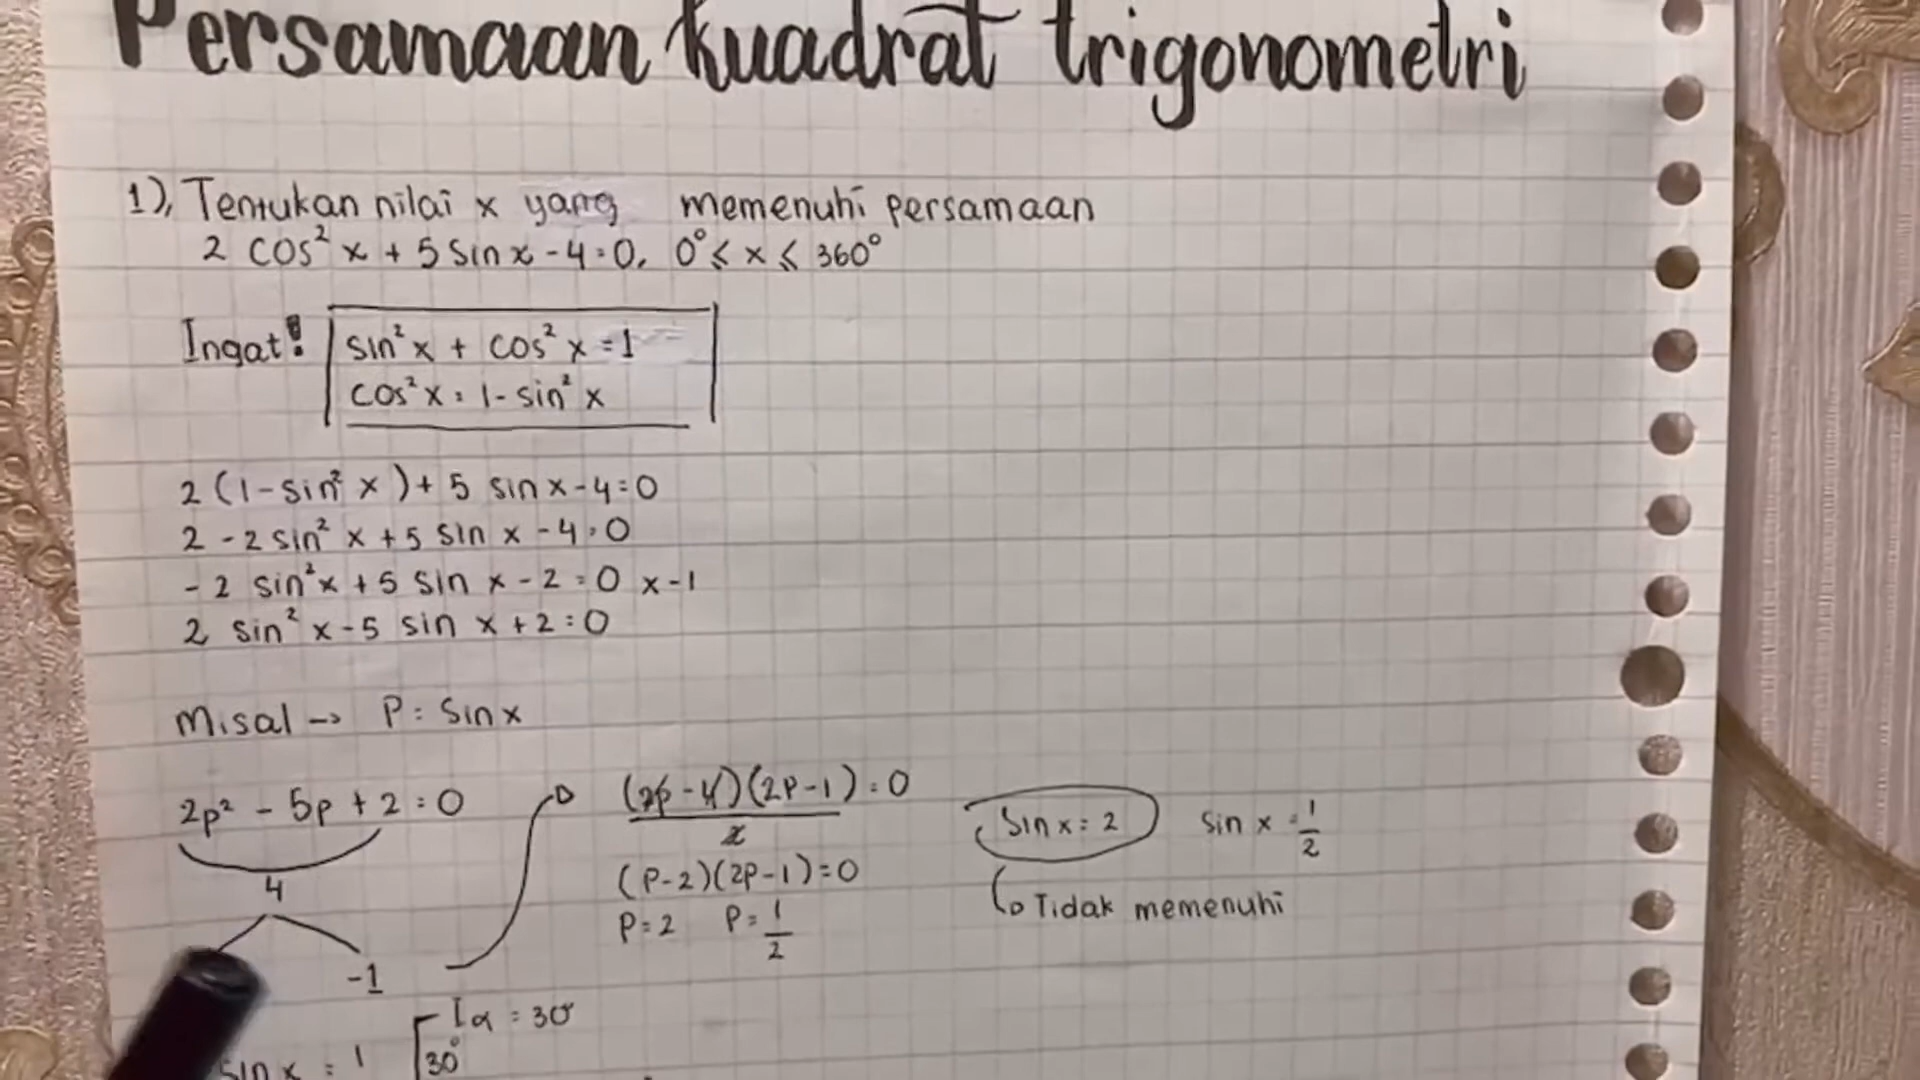 Persamaan kuadrat trigonometri
1), Tentukan nilai x yang memenuhi persamaan
2 cos² x + 5 sin x - 4 = 0, 0° ≤ x ≤ 360°
Ingat!
sin² x + cos² x = 1
cos² x = 1 - sin² x
2 (1 - sin² x) + 5 sin x - 4 = 0
2 - 2 sin² x + 5 sin x - 4 = 0
- 2 sin² x + 5 sin x - 2 = 0 x -1
2 sin² x - 5 sin x + 2 = 0
Misal -> P = sin x
2p² - 5p + 2 = 0
4
-1
(2p - 4)(2p - 1) = 0
2
(P - 2)(2P - 1) = 0
P = 2 P = 1/2
sin x = 2 sin x = 1/2
Tidak memenuhi
sin x = 1
I α = 30°
30°